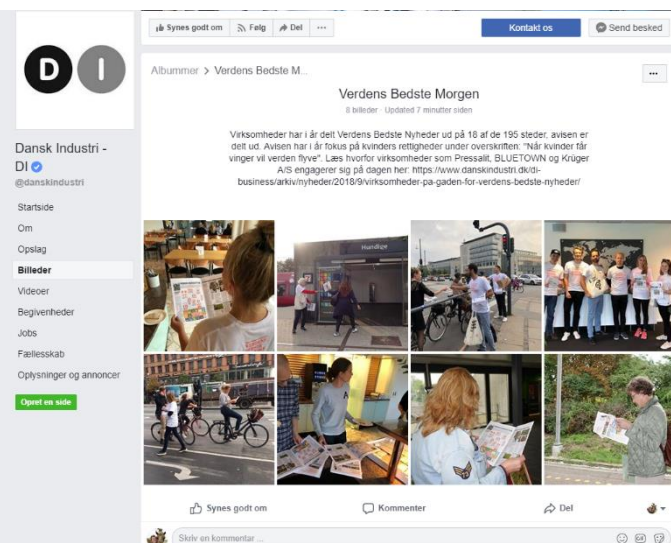 Synes godt om
Følg
Del
Kontakt os
Send besked
DI
Albummer > Verdens Bedste M...
Verdens Bedste Morgen
8 billeder · Updated 7 minutter siden
Virksomheder har i år delt Verdens Bedste Nyheder ud på 18 af de 195 steder, avisen er
delt ud. Avisen har i år fokus på kvinders rettigheder under overskriften: "Når kvinder får
vinger vil verden flyve". Læs hvorfor virksomheder som Pressalit, BLUETOWN og Krüger
A/S engagerer sig på dagen her: https://www.danskindustri.dk/di-
business/arkiv/nyheder/2018/9/virksomheder-pa-gaden-for-verdens-bedste-nyheder/
Dansk Industri -
DI
@danskindustri
Startside
Om
Opslag
Billeder
Videoer
Begivenheder
Jobs
Fællesskab
Oplysninger og annoncer
Opret en side
Hundige
Synes godt om
Kommenter
Del
Skriv en kommentar ...
GIF